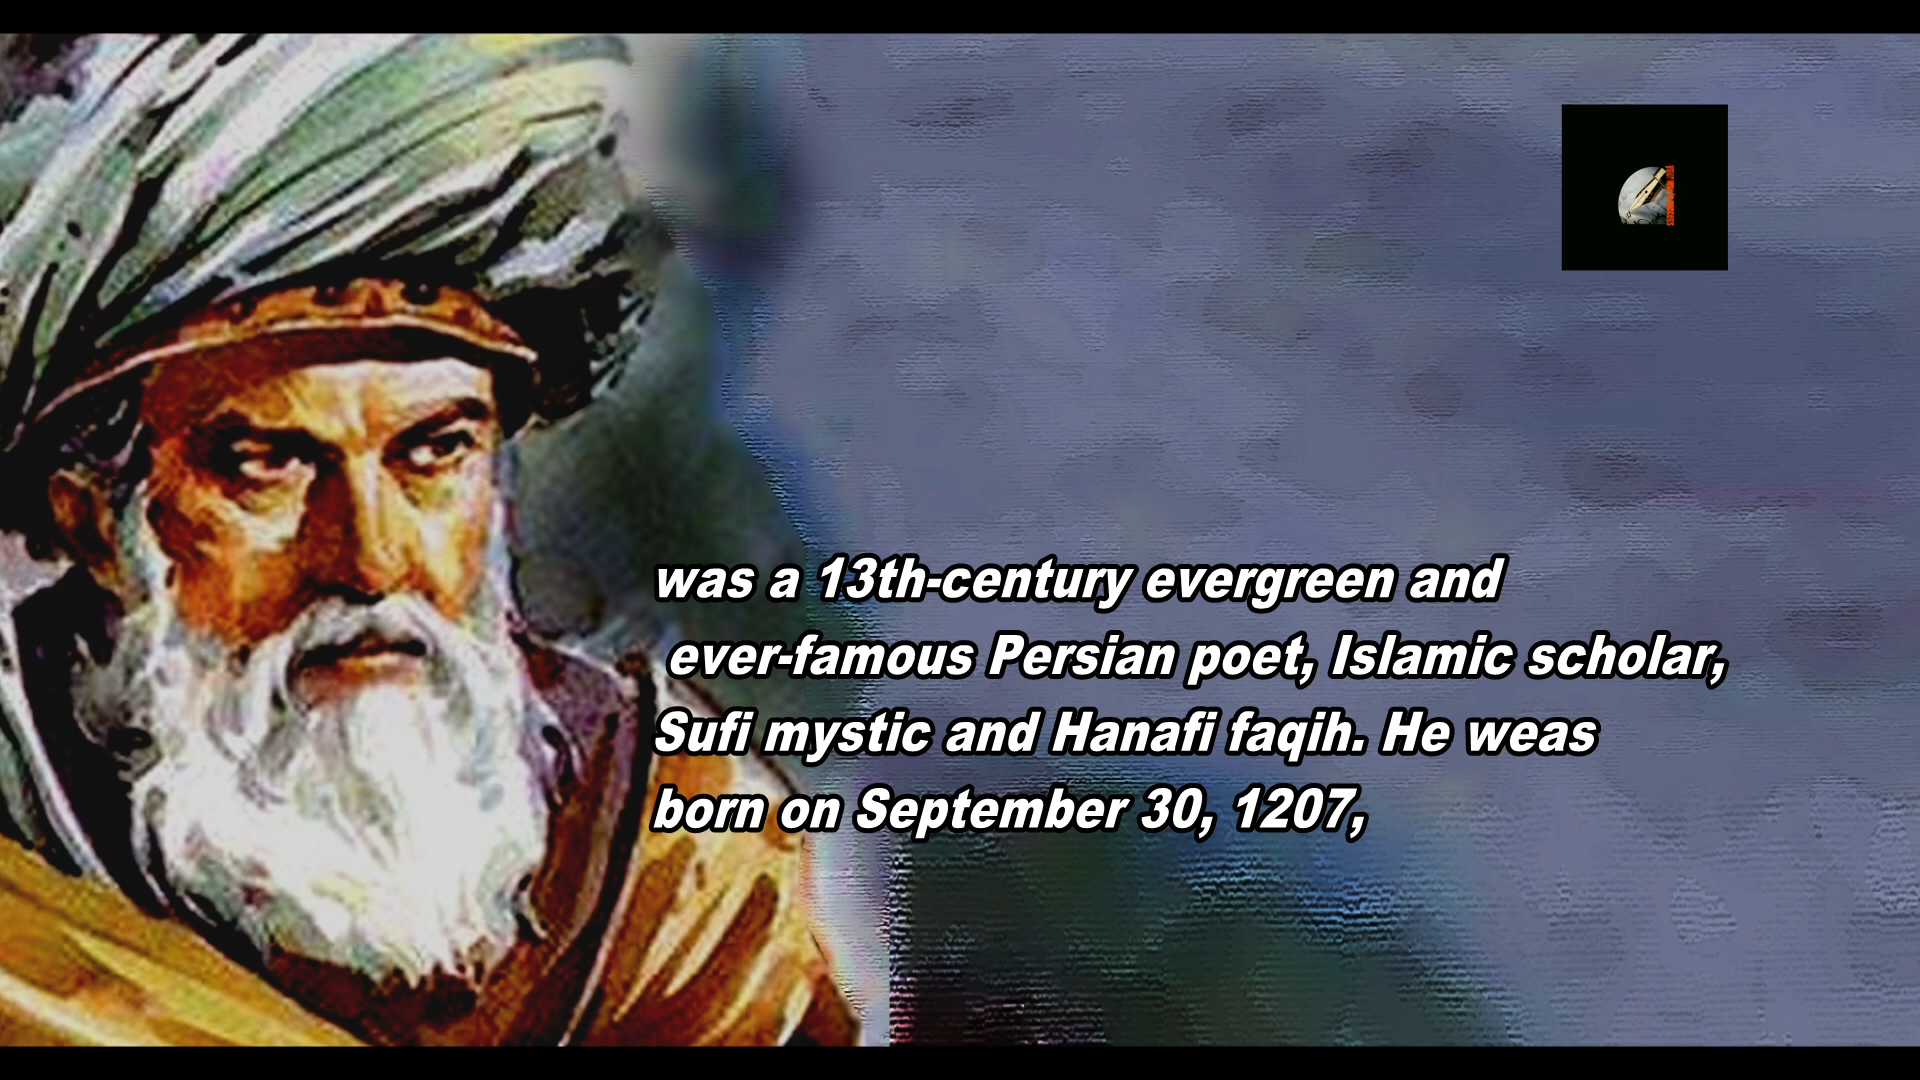 was a 13th-century evergreen and
ever-famous Persian poet, Islamic scholar,
Sufi mystic and Hanafi faqih. He weas
born on September 30, 1207,